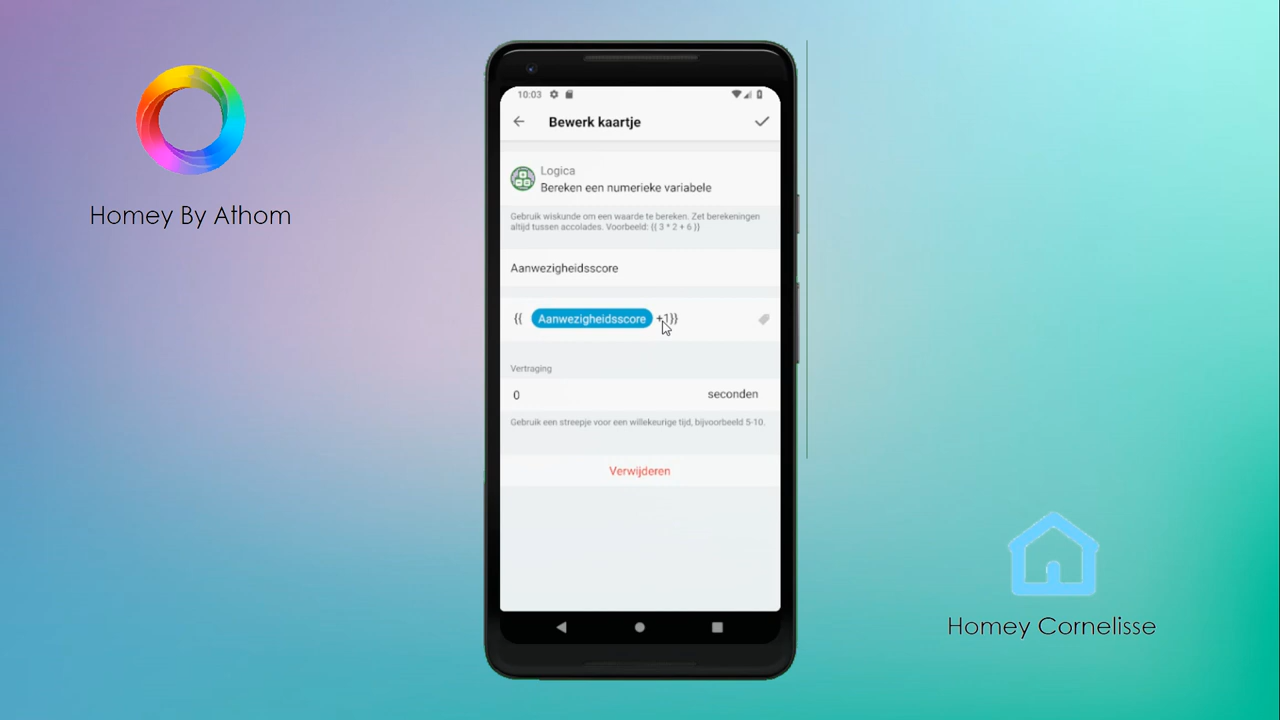 Homey By Athom
10:03
Bewerk kaartje
Logica
Bereken een numerieke variabele
Gebruik wiskunde om een waarde te bereken. Zet berekeningen
altijd tussen accolades. Voorbeeld: {{ 3 * 2 + 6 }}
Aanwezigheidsscore
{{ Aanwezigheidsscore +1}}
Vertraging
0 seconden
Gebruik een streepje voor een willekeurige tijd, bijvoorbeeld 5-10.
Verwijderen
Homey Cornelisse